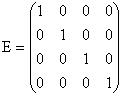 E = ( 1 0 0 0
0 1 0 0
0 0 1 0
0 0 0 1 )